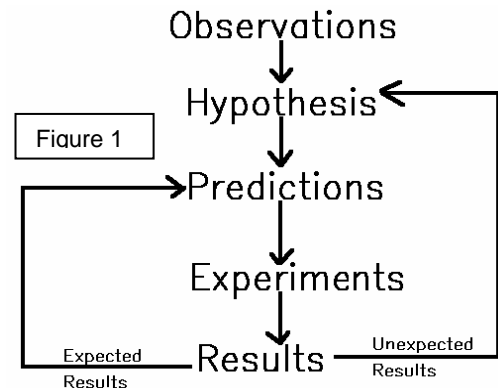 Observations
Hypothesis
Figure 1
Predictions
Experiments
Expected
Results
Results
Unexpected
Results